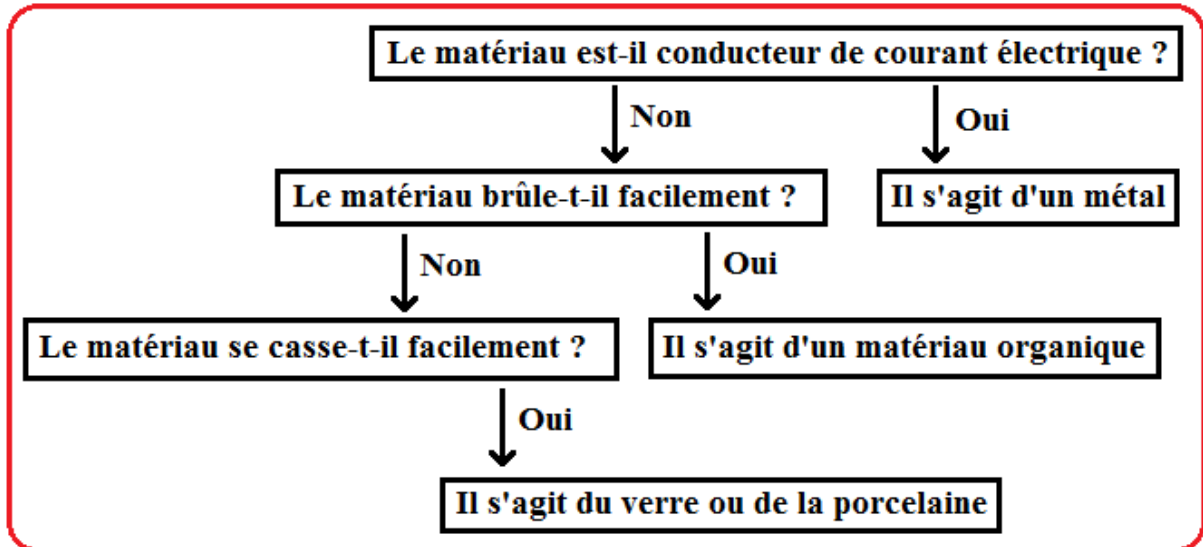 Le matériau est-il conducteur de courant électrique ?
Non
Oui
Le matériau brûle-t-il facilement ?
Il s'agit d'un métal
Non
Oui
Le matériau se casse-t-il facilement ?
Il s'agit d'un matériau organique
Oui
Il s'agit du verre ou de la porcelaine